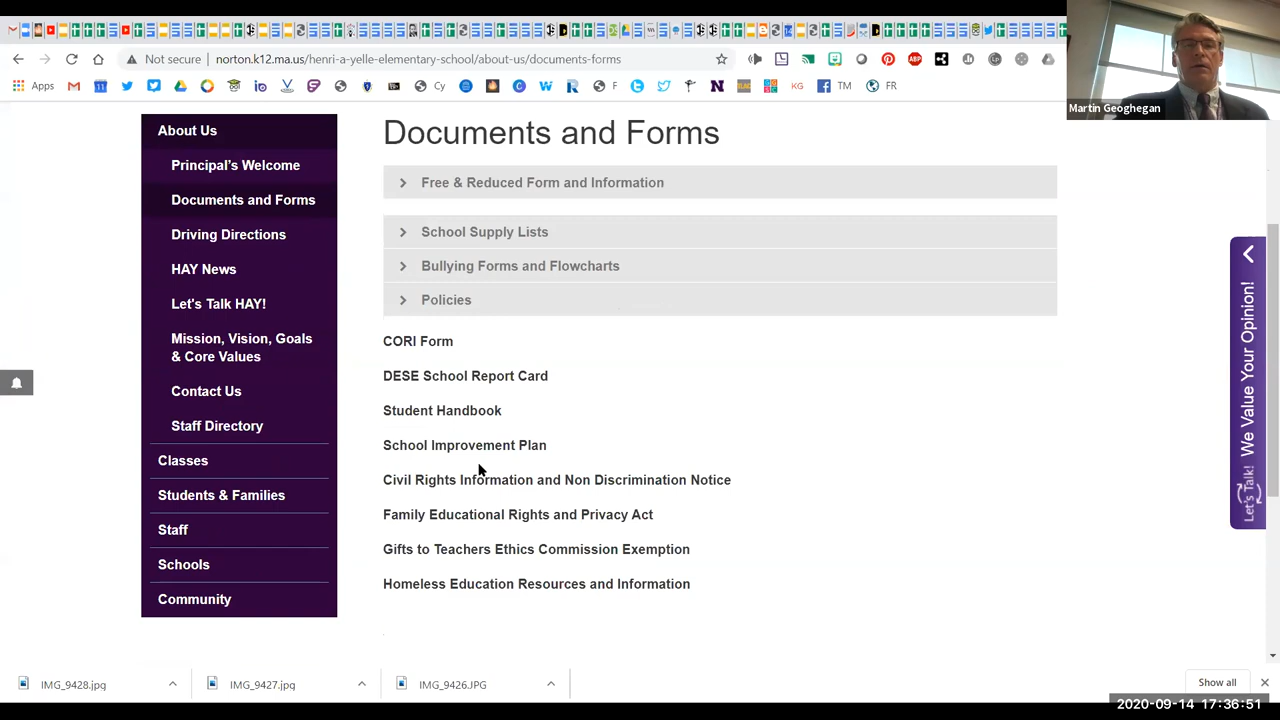 Not secure
norton.k12.ma.us/henri-a-yelle-elementary-school/about-us/documents-forms
ABP
Apps
Cy
F
TM
KG
FR
Martin Geoghegan
About Us
Principal's Welcome
Documents and Forms
Driving Directions
HAY News
Let's Talk HAY!
Mission, Vision, Goals
& Core Values
Contact Us
Staff Directory
Classes
Students & Families
Staff
Schools
Community
Documents and Forms
Free & Reduced Form and Information
School Supply Lists
Bullying Forms and Flowcharts
Policies
CORI Form
DESE School Report Card
Student Handbook
School Improvement Plan
Civil Rights Information and Non Discrimination Notice
Family Educational Rights and Privacy Act
Gifts to Teachers Ethics Commission Exemption
Homeless Education Resources and Information
Let's Talk! We Value Your Opinion!
IMG_9428.jpg
IMG_9427.jpg
IMG_9426.JPG
Show all
2020-09-14 17:36:51